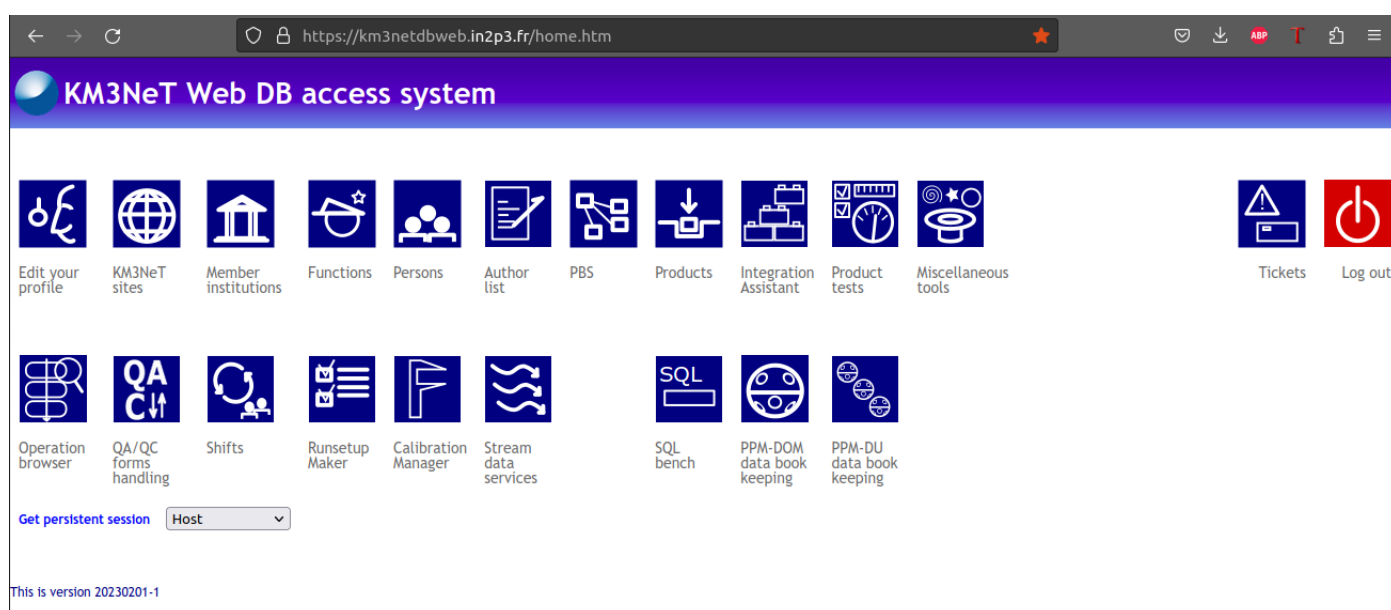 https://km3netdbweb.in2p3.fr/home.htm
ABP
T
KM3NeT Web DB access system
Edit your
profile
KM3NeT
sites
Member
institutions
Functions
Persons
Author
list
PBS
Products
Integration
Assistant
Product
tests
Miscellaneous
tools
Tickets
Log out
QA
C
SQL
Operation
browser
QA/QC
forms
handling
Shifts
Runsetup
Maker
Calibration
Manager
Stream
data
services
SQL
bench
PPM-DOM
data book
keeping
PPM-DU
data book
keeping
Get persistent session
Host
This is version 20230201-1